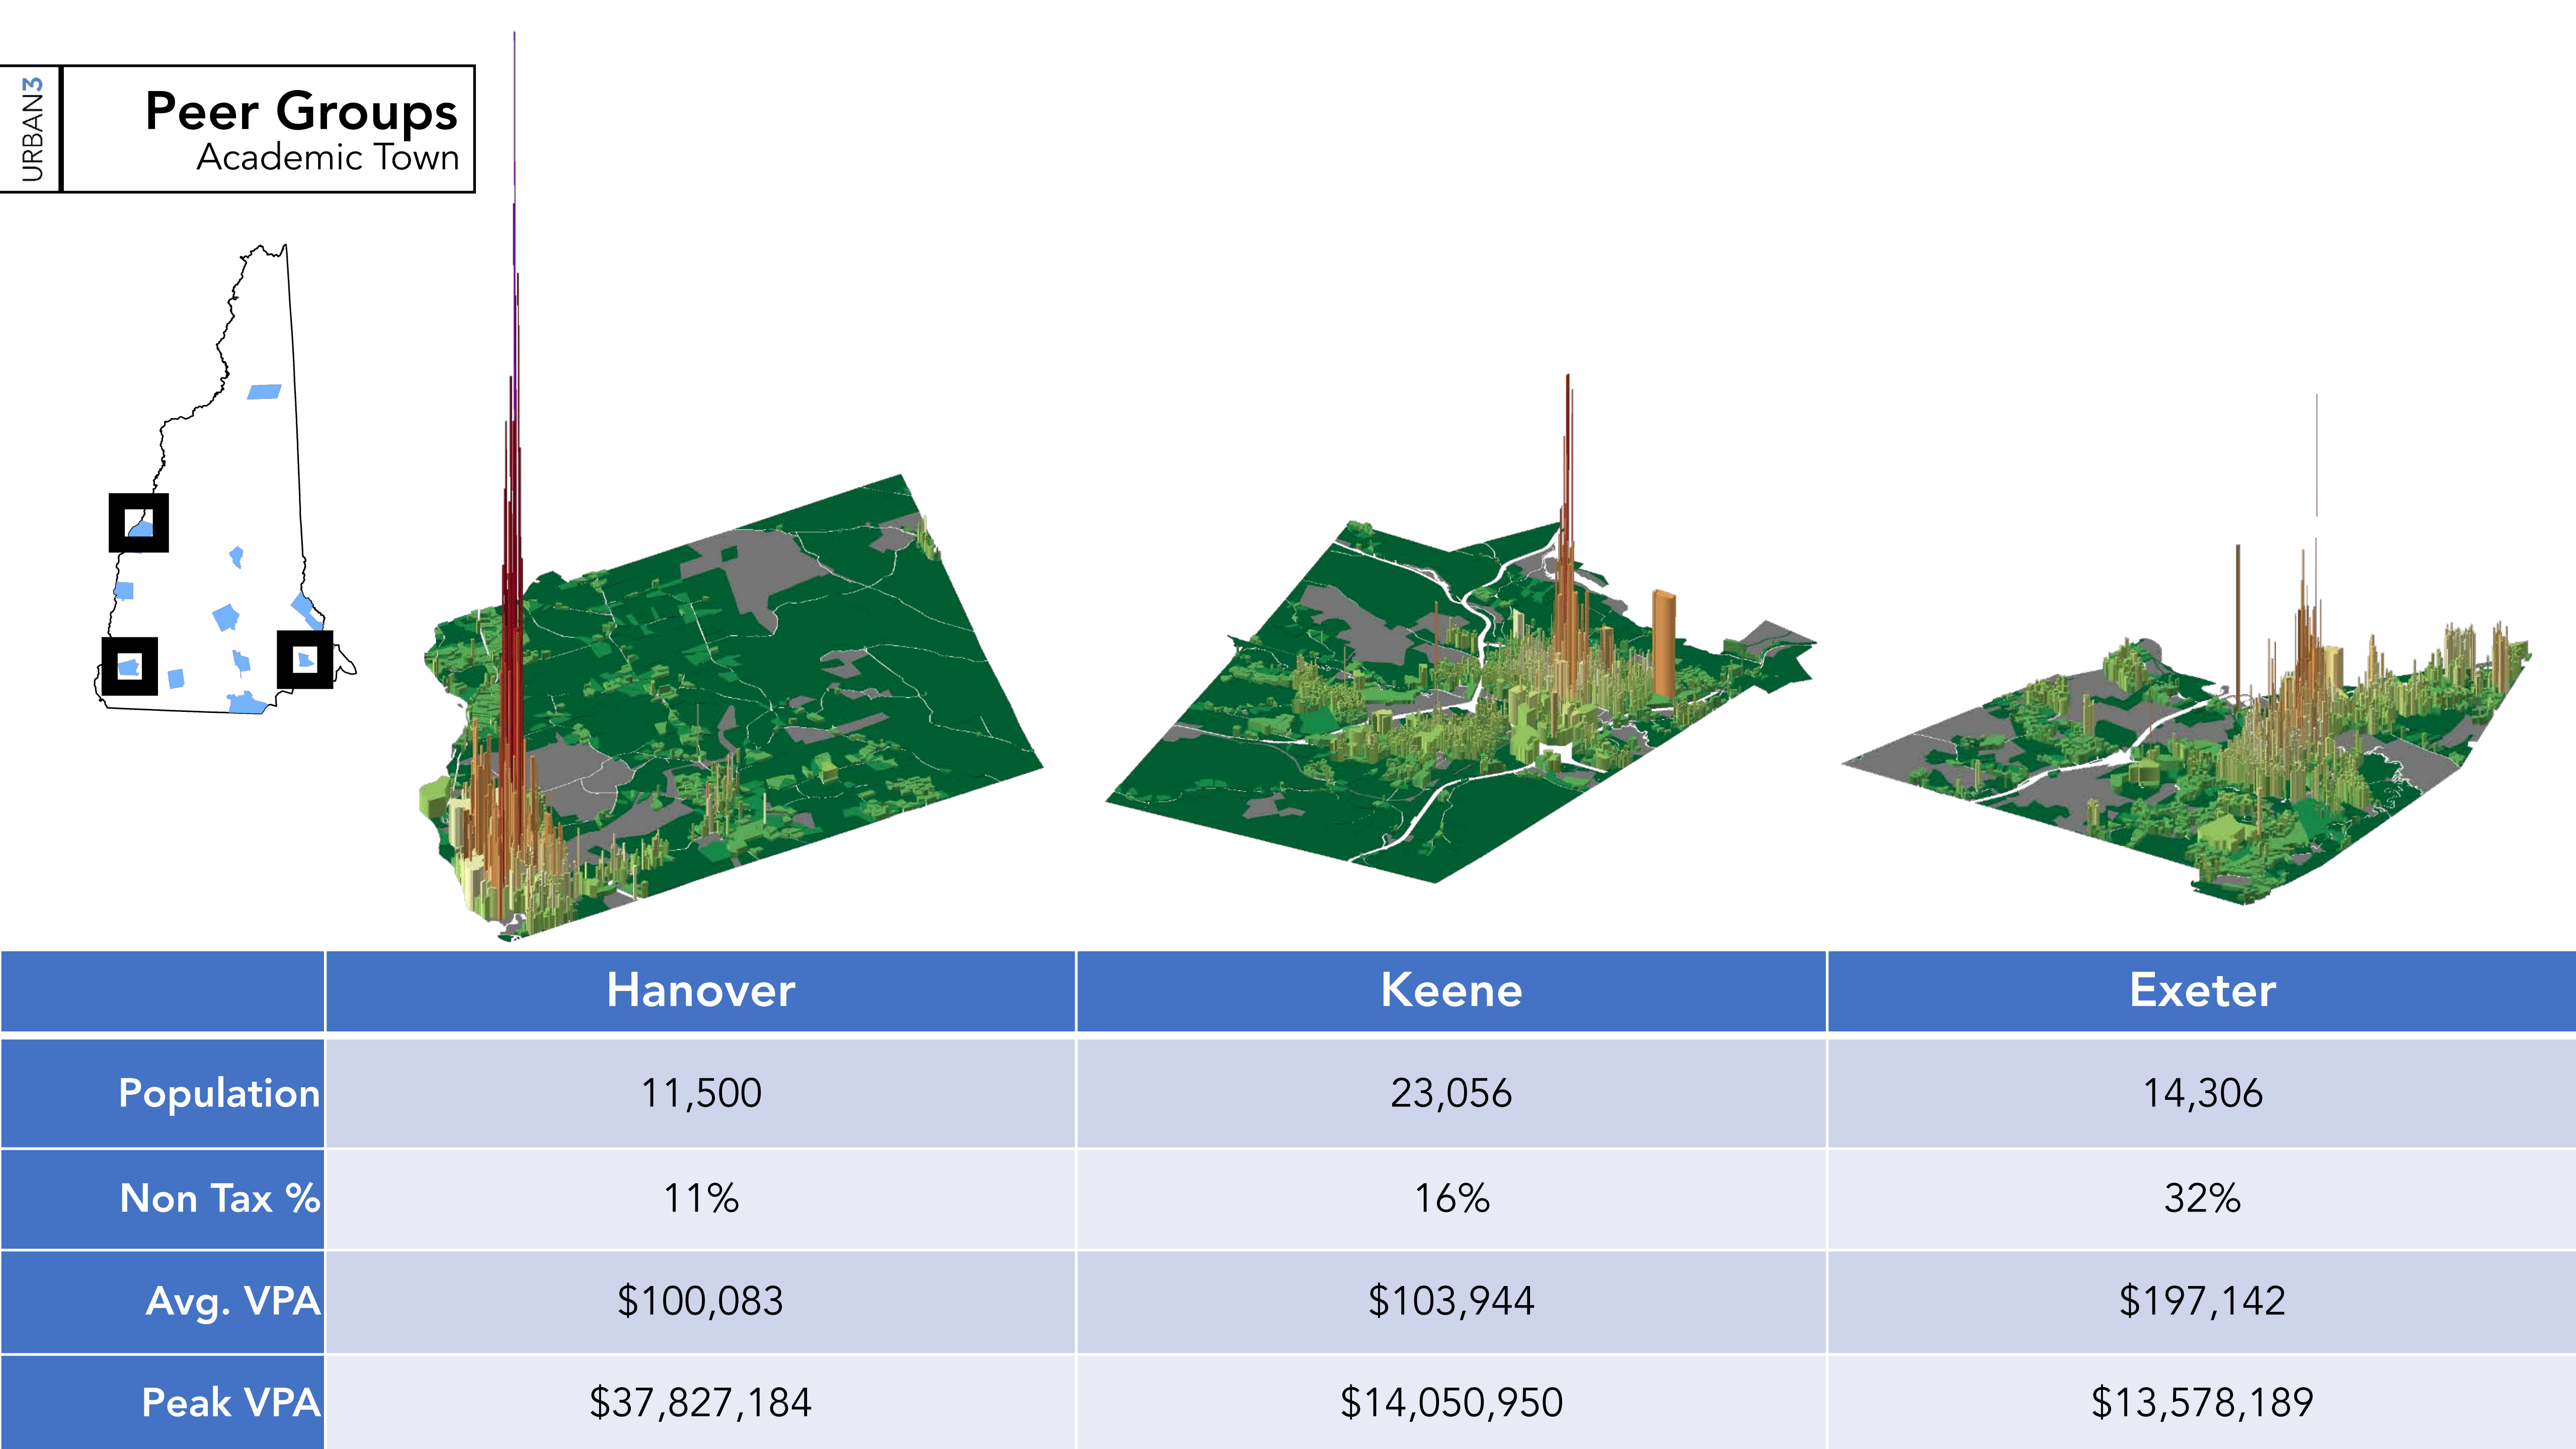 URBAN3
Peer Groups
Academic Town
Hanover Keene Exeter
Population 11,500 23,056 14,306
Non Tax % 11% 16% 32%
Avg. VPA $100,083 $103,944 $197,142
Peak VPA $37,827,184 $14,050,950 $13,578,189